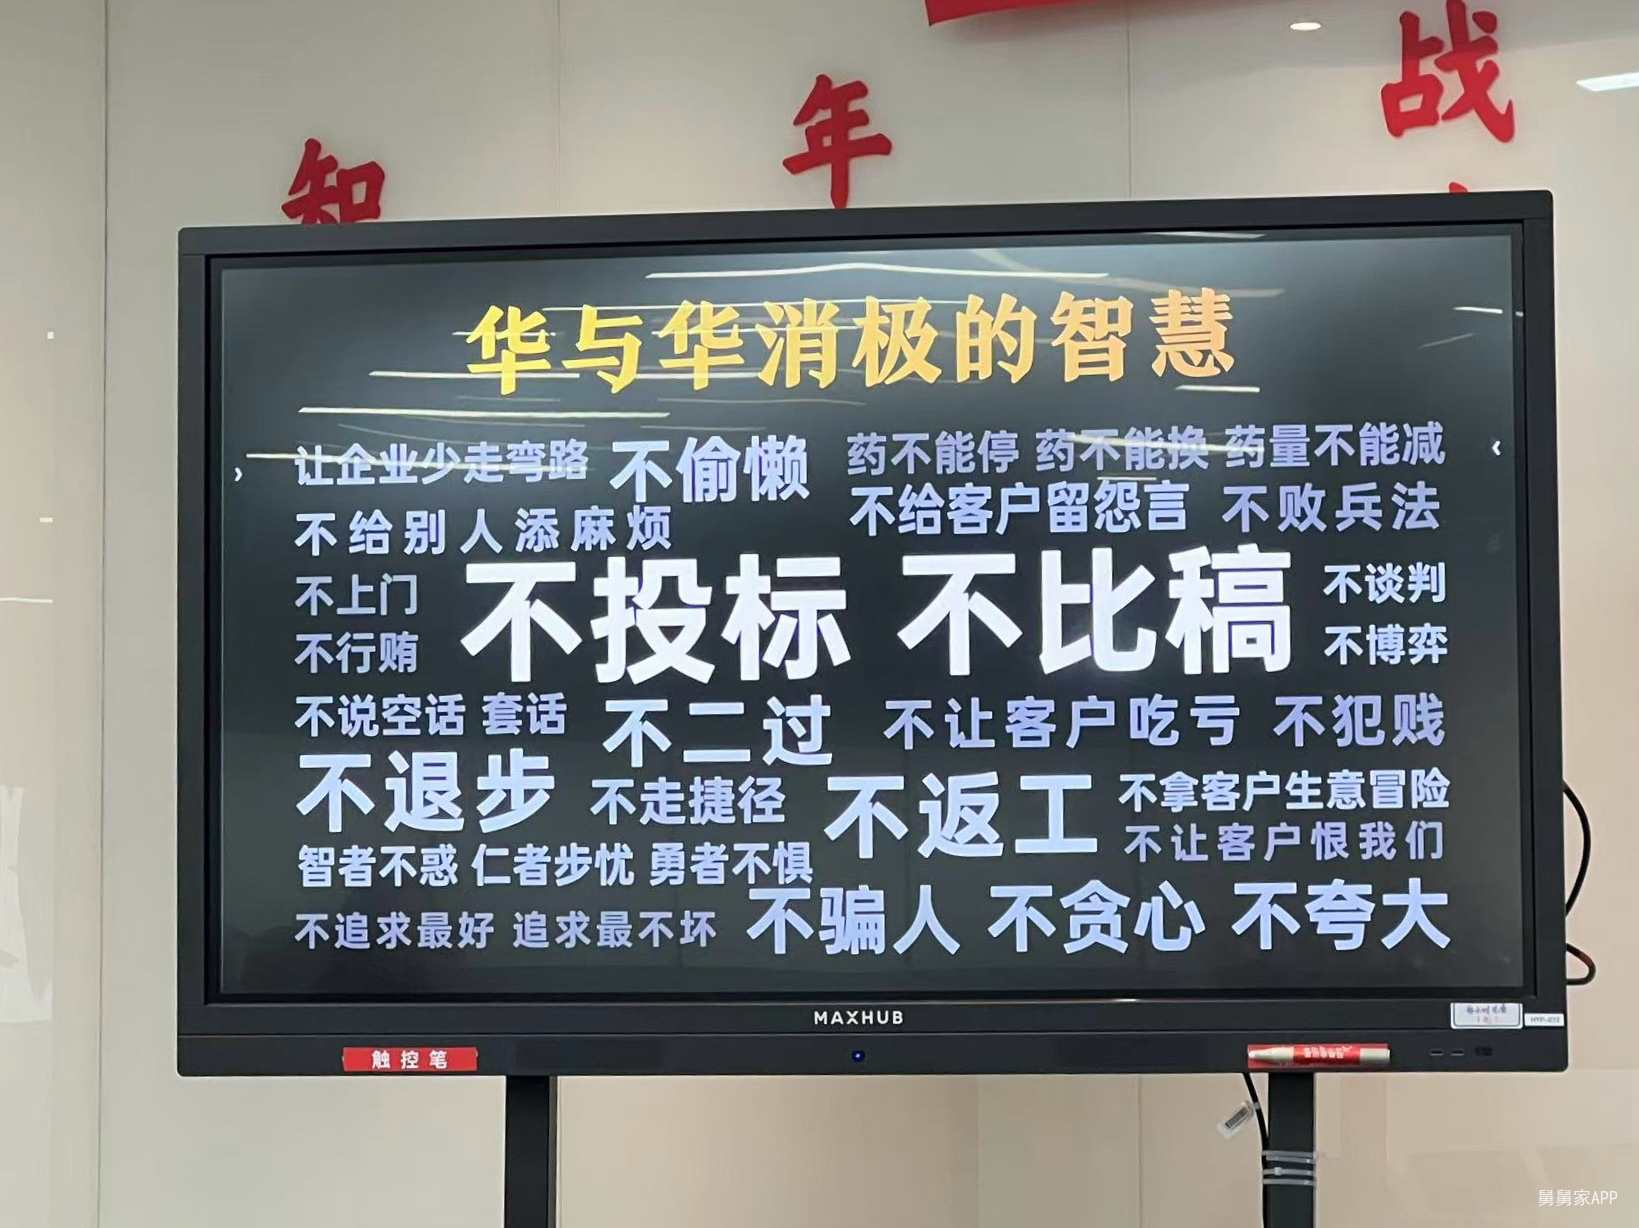 战
年
知
华与华消极的智慧
让企业少走弯路 不偷懒 药不能停 药不能换 药量不能减
不给别人添麻烦 不给客户留怨言 不败兵法
不上门 不投标 不比稿 不谈判
不行贿 不博弈
不说空话 套话 不二过 不让客户吃亏 不犯贱
不退步 不走捷径 不返工 不拿客户生意冒险
不让客户恨我们
智者不惑 仁者步忧 勇者不惧
不追求最好 追求最不坏 不骗人 不贪心 不夸大
MAXHUB
触控笔
舅舅家APP